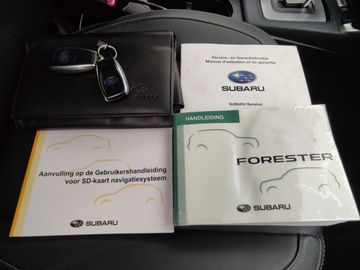 Service- en Garantieboekje
Manuel d'entretien et de garantie
SUBARU
SUBARU Benelux
SUBARU
HANDLEIDING
FORESTER
SUBARU
Aanvulling op de Gebruikershandleiding
voor SD-kaart navigatiesysteem
SUBARU